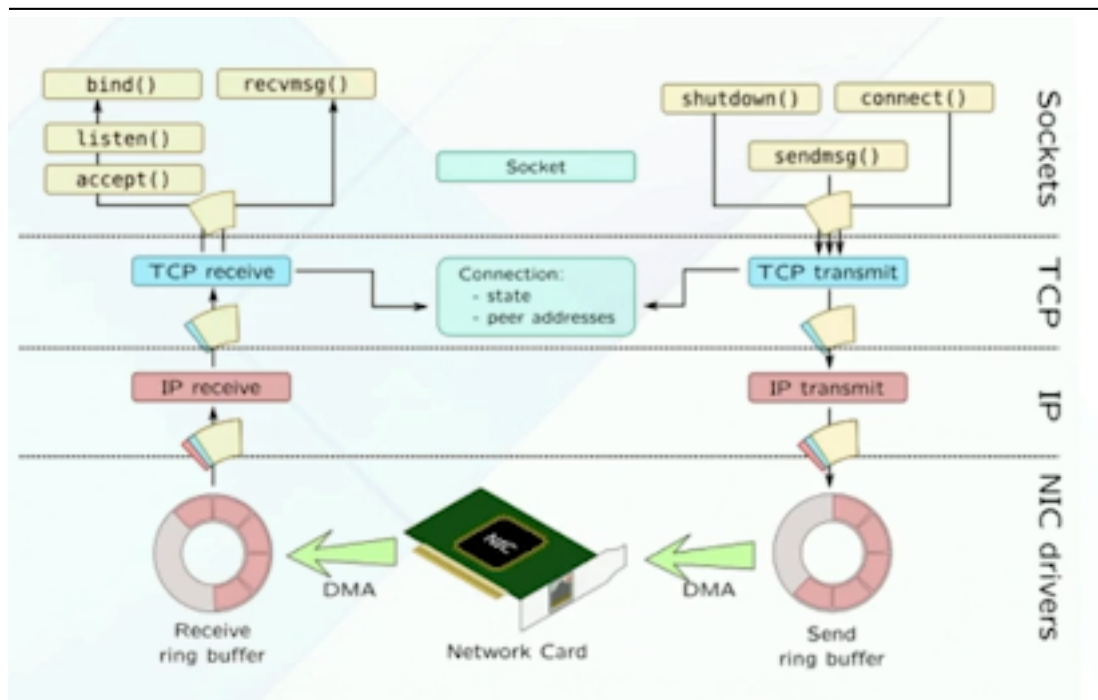 bind()
recvmsg()
listen()
accept()
Socket
shutdown()
connect()
sendmsg()
Sockets
TCP receive
Connection:
- state
- peer addresses
TCP transmit
TCP
IP receive
IP transmit
IP
NIC
DMA
DMA
Receive
ring buffer
Network Card
Send
ring buffer
NIC drivers